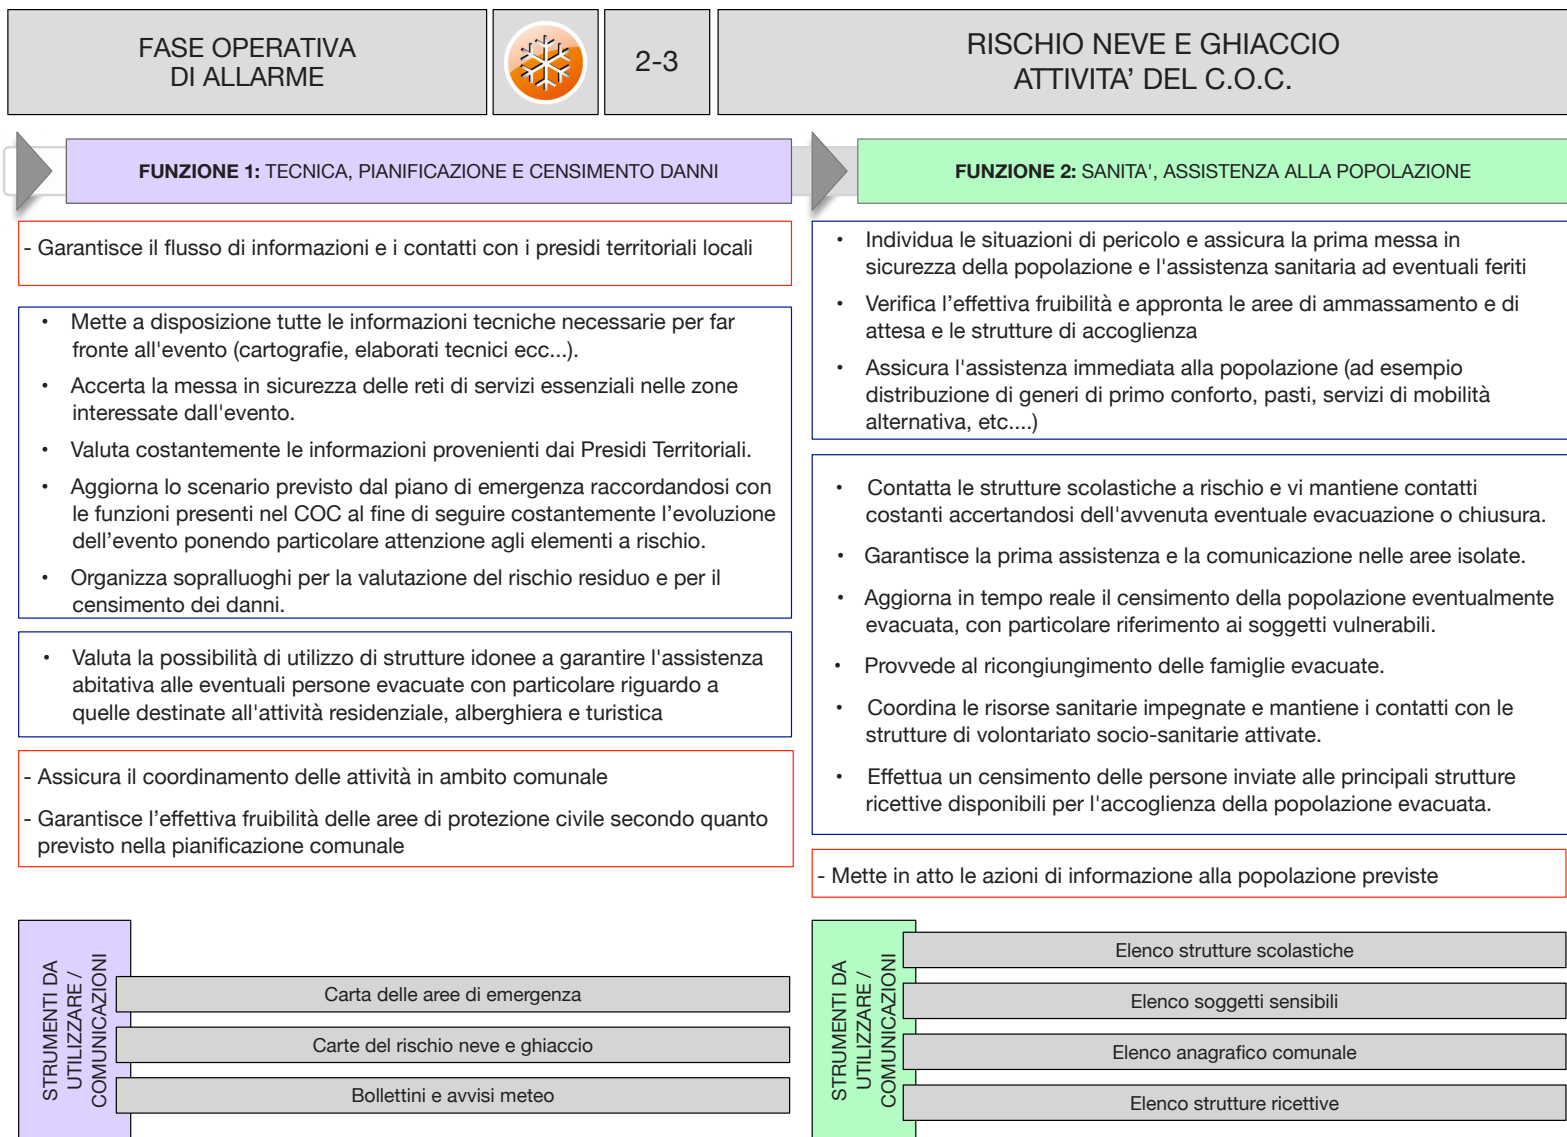 FASE OPERATIVA
DI ALLARME
2-3
RISCHIO NEVE E GHIACCIO
ATTIVITA’ DEL C.O.C.
FUNZIONE 1: TECNICA, PIANIFICAZIONE E CENSIMENTO DANNI
- Garantisce il flusso di informazioni e i contatti con i presidi territoriali locali
• Mette a disposizione tutte le informazioni tecniche necessarie per far
fronte all'evento (cartografie, elaborati tecnici ecc...).
• Accerta la messa in sicurezza delle reti di servizi essenziali nelle zone
interessate dall'evento.
• Valuta costantemente le informazioni provenienti dai Presidi Territoriali.
• Aggiorna lo scenario previsto dal piano di emergenza raccordandosi con
le funzioni presenti nel COC al fine di seguire costantemente l’evoluzione
dell’evento ponendo particolare attenzione agli elementi a rischio.
• Organizza sopralluoghi per la valutazione del rischio residuo e per il
censimento dei danni.
• Valuta la possibilità di utilizzo di strutture idonee a garantire l'assistenza
abitativa alle eventuali persone evacuate con particolare riguardo a
quelle destinate all'attività residenziale, alberghiera e turistica
- Assicura il coordinamento delle attività in ambito comunale
- Garantisce l’effettiva fruibilità delle aree di protezione civile secondo quanto
previsto nella pianificazione comunale
STRUMENTI DA
UTILIZZARE /
COMUNICAZIONI
Carta delle aree di emergenza
Carte del rischio neve e ghiaccio
Bollettini e avvisi meteo
FUNZIONE 2: SANITA', ASSISTENZA ALLA POPOLAZIONE
• Individua le situazioni di pericolo e assicura la prima messa in
sicurezza della popolazione e l'assistenza sanitaria ad eventuali feriti
• Verifica l’effettiva fruibilità e appronta le aree di ammassamento e di
attesa e le strutture di accoglienza
• Assicura l'assistenza immediata alla popolazione (ad esempio
distribuzione di generi di primo conforto, pasti, servizi di mobilità
alternativa, etc....)
• Contatta le strutture scolastiche a rischio e vi mantiene contatti
costanti accertandosi dell'avvenuta eventuale evacuazione o chiusura.
• Garantisce la prima assistenza e la comunicazione nelle aree isolate.
• Aggiorna in tempo reale il censimento della popolazione eventualmente
evacuata, con particolare riferimento ai soggetti vulnerabili.
• Provvede al ricongiungimento delle famiglie evacuate.
• Coordina le risorse sanitarie impegnate e mantiene i contatti con le
strutture di volontariato socio-sanitarie attivate.
• Effettua un censimento delle persone inviate alle principali strutture
ricettive disponibili per l'accoglienza della popolazione evacuata.
- Mette in atto le azioni di informazione alla popolazione previste
STRUMENTI DA
UTILIZZARE /
COMUNICAZIONI
Elenco strutture scolastiche
Elenco soggetti sensibili
Elenco anagrafico comunale
Elenco strutture ricettive